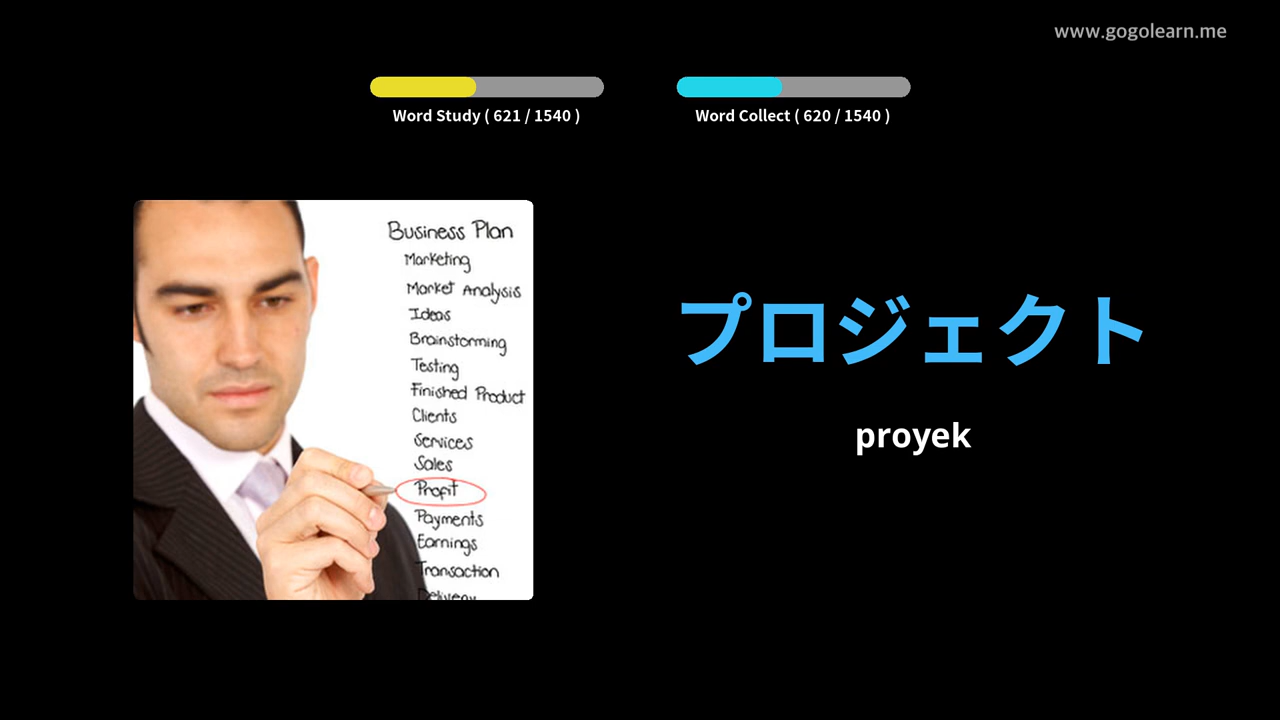 www.gogolearn.me
Word Study ( 621 / 1540 )
Word Collect ( 620 / 1540 )
Business Plan
Marketing
Market Analysis
Ideas
Brainstorming
Testing
Finished Product
Clients
Services
Sales
Profit
Payments
Earnings
Transaction
Delivery
プロジェクト
proyek